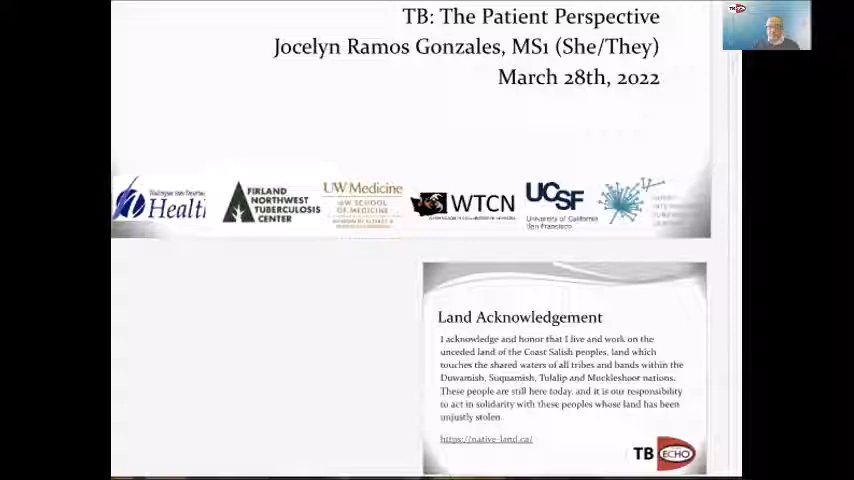 TB: The Patient Perspective
Jocelyn Ramos Gonzales, MS1 (She/They)
March 28th, 2022
Health
FIRLAND
NORTHWEST
TUBERCULOSIS
CENTER
UW Medicine
UW SCHOOL
OF MEDICINE
WTCN
UCSF
University of California
San Francisco
Land Acknowledgement
I acknowledge and honor that I live and work on the
unceded land of the Coast Salish peoples, land which
touches the shared waters of all tribes and bands within the
Duwamish, Suquamish, Tulalip and Muckleshoot nations.
These people are still here today, and it is our responsibility
to act in solidarity with these peoples whose land has been
unjustly stolen.
https://native-land.ca/
TB ECHO